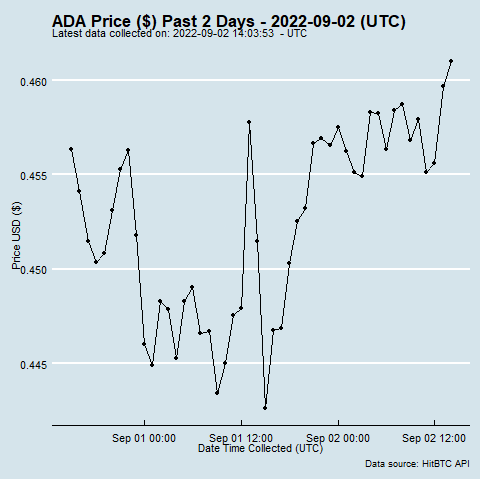 ADA Price ($) Past 2 Days - 2022-09-02 (UTC)
Latest data collected on: 2022-09-02 14:03:53 - UTC
0.460
0.455
0.450
0.445
Price USD ($)
Sep 01 00:00
Sep 01 12:00
Sep 02 00:00
Sep 02 12:00
Date Time Collected (UTC)
Data source: HitBTC API